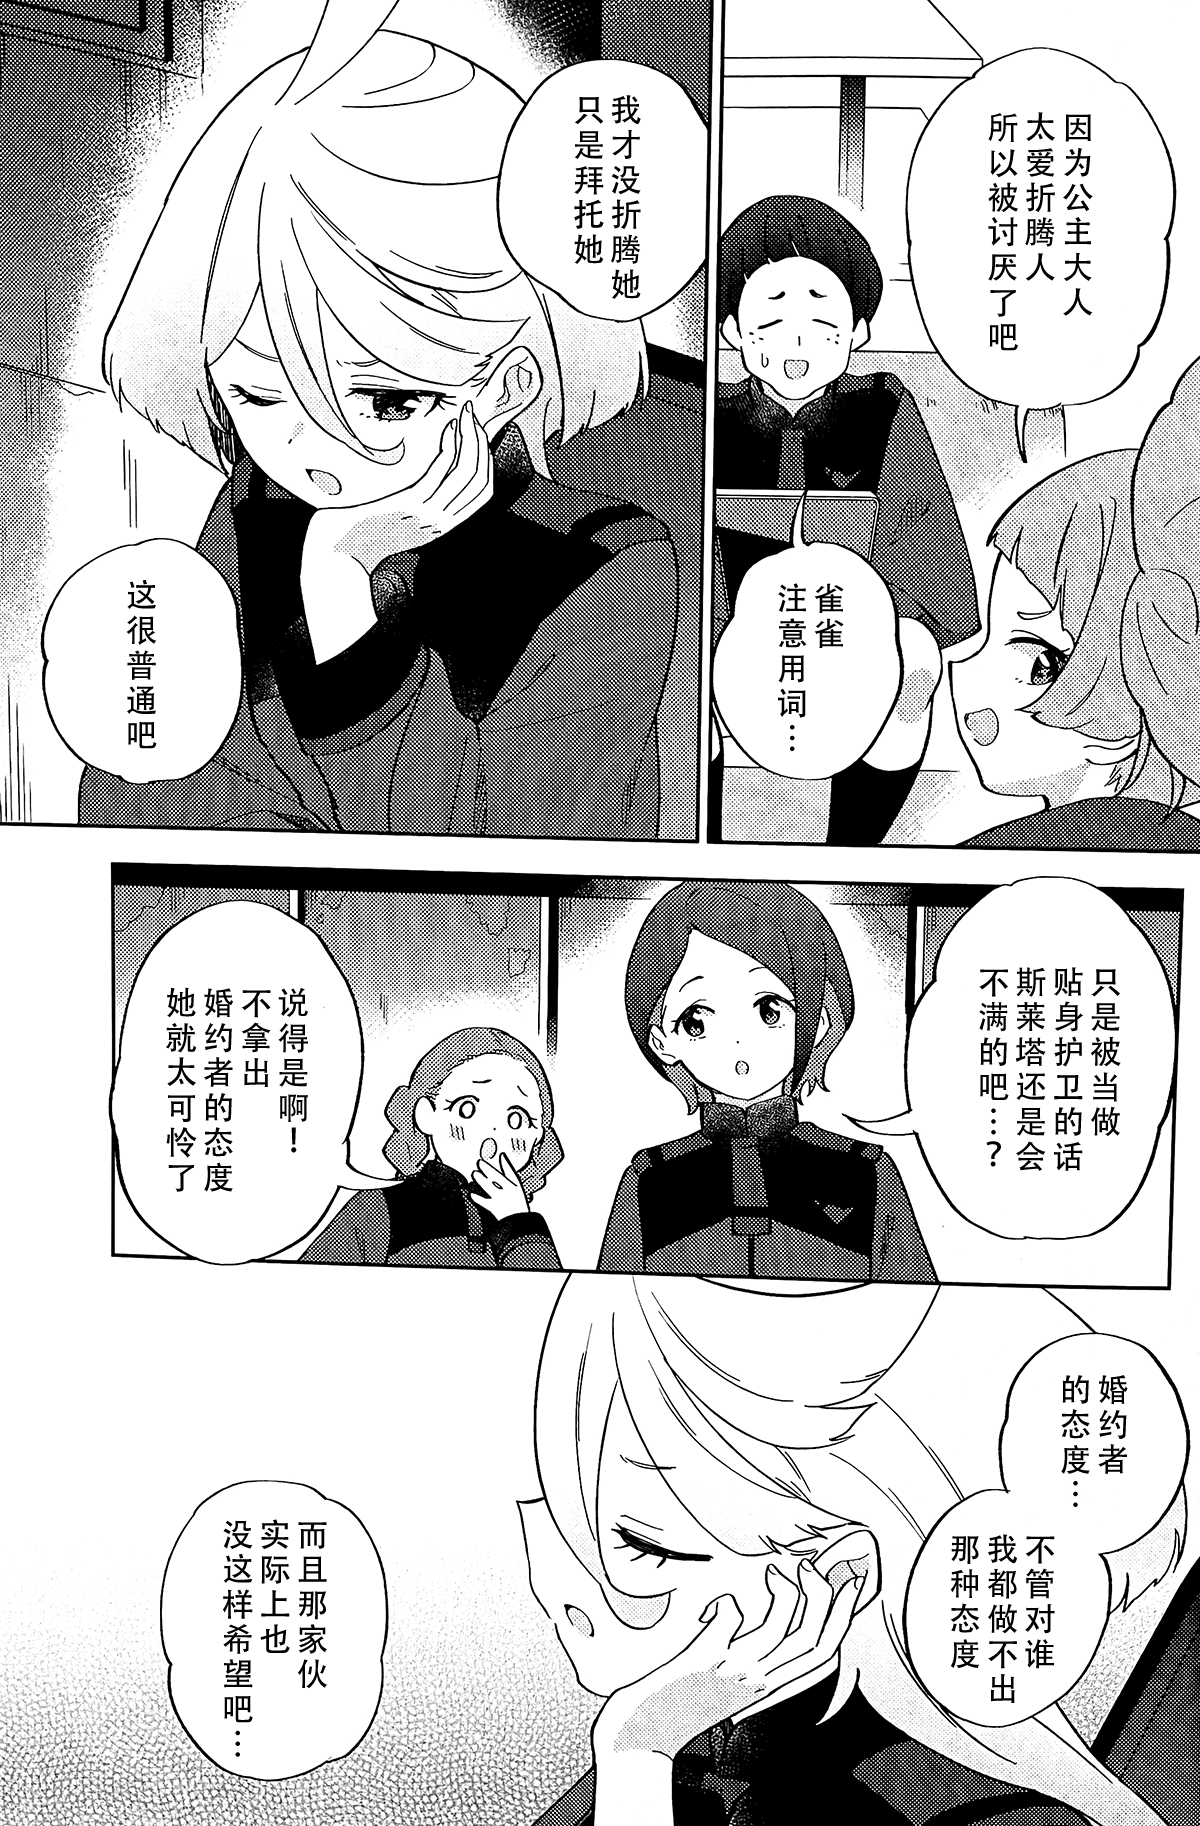 因为公主大人
太爱折腾人
所以被讨厌了吧
雀雀
注意用词…
我才没折腾她
只是拜托她
这很普通吧
只是被当做
贴身护卫的话
斯莱塔还是会
不满的吧…?
说得是啊!
不拿出
婚约者的态度
她就太可怜了
婚约者
的态度…
不管对谁
我都做不出
那种态度
而且那家伙
实际上也
没这样希望吧…